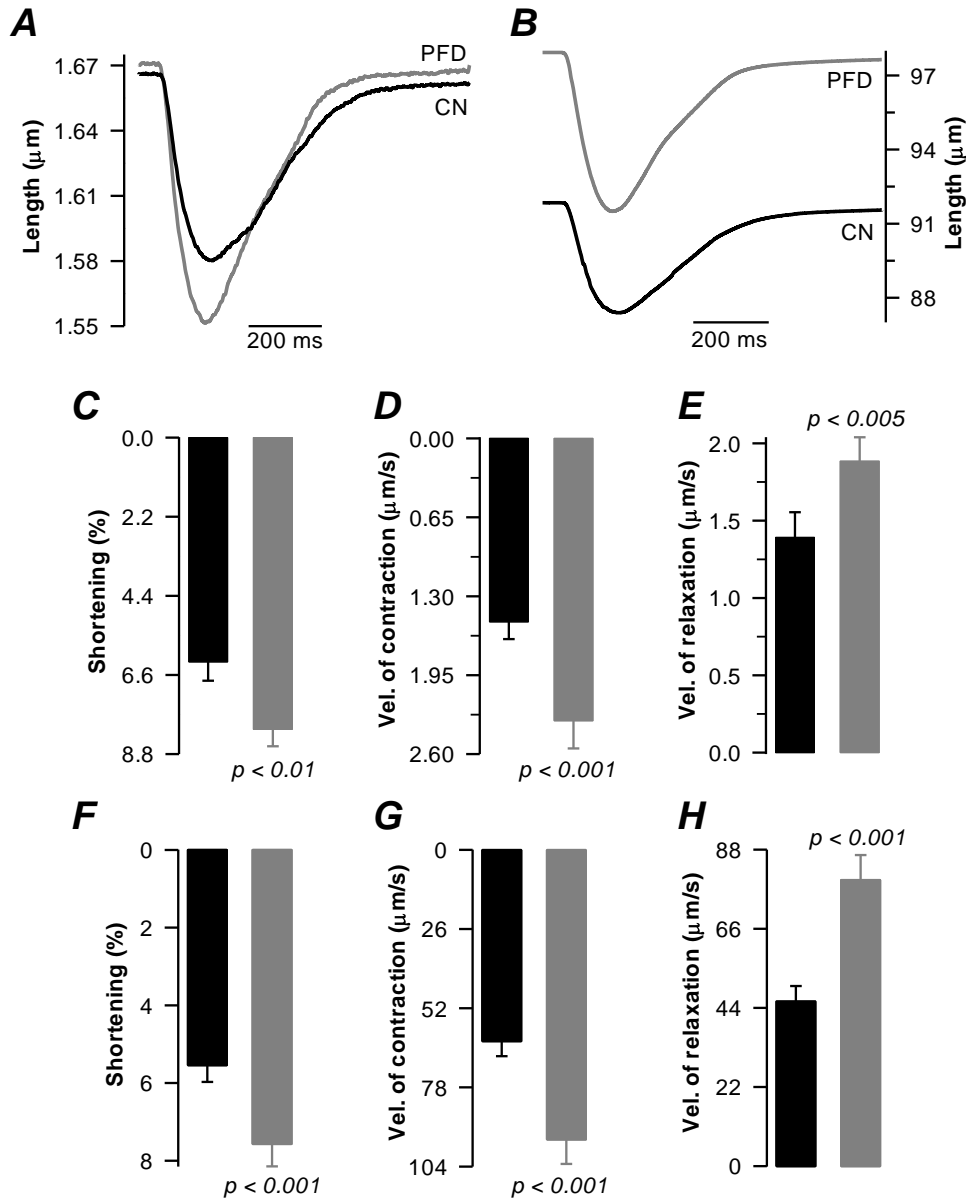 A
B
1.67
1.64
1.61
1.58
1.55
Length (μm)
PFD
CN
200 ms
PFD
CN
97
94
91
88
Length (μm)
200 ms
C
D
E
0.0
2.2
4.4
6.6
8.8
Shortening (%)
p < 0.01
0.00
0.65
1.30
1.95
2.60
Vel. of contraction (μm/s)
p < 0.001
p < 0.005
2.0
1.5
1.0
0.5
0.0
Vel. of relaxation (μm/s)
F
G
H
0
2
4
6
8
Shortening (%)
p < 0.001
0
26
52
78
104
Vel. of contraction (μm/s)
p < 0.001
p < 0.001
88
66
44
22
0
Vel. of relaxation (μm/s)